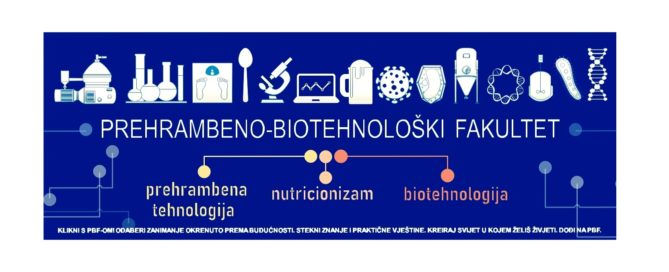 PREHRAMBENO-BIOTEHNOLOŠKI FAKULTET
prehrambena
tehnologija
nutricionizam
biotehnologija
KLIKNI S PBF-OM! ODABERI ZANIMANJE OKRENUTO PREMA BUDUĆNOSTI. STEKNI ZNANJE I PRAKTIČNE VJEŠTINE. KREIRAJ SVIJET U KOJEM ŽELIŠ ŽIVJETI. DOĐI NA PBF.